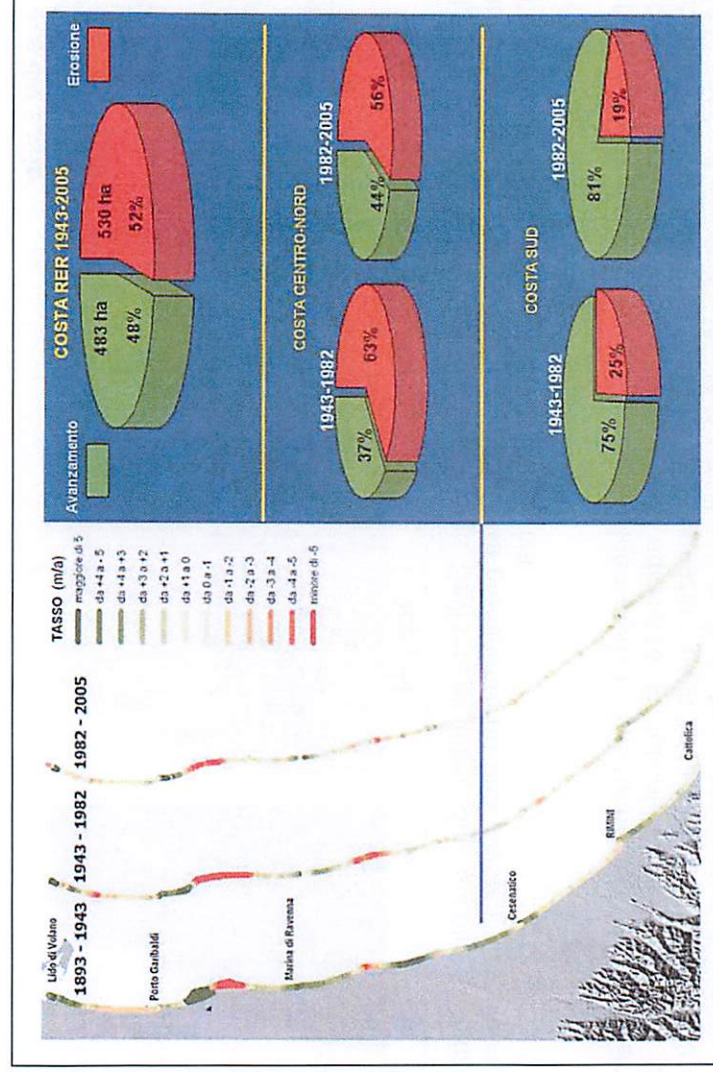 Lido di Volano
1893 - 1943
1943 - 1982
1982 - 2005
Porto Garibaldi
Marina di Ravenna
Cesenatico
RIMINI
Cattolica
TASSO (m/a)
maggiore di 5
da +4 a - 5
da +4 a +3
da +3 a +2
da +2 a +1
da +1 a 0
da 0 a -1
da -1 a -2
da -2 a -3
da -3 a -4
da -4 a -5
minore di -5
Avanzamento
COSTA RER 1943-2005
Erosione
483 ha
48%
530 ha
52%
COSTA CENTRO-NORD
1943-1982
37%
63%
1982-2005
44%
56%
COSTA SUD
1943-1982
75%
25%
1982-2005
81%
19%